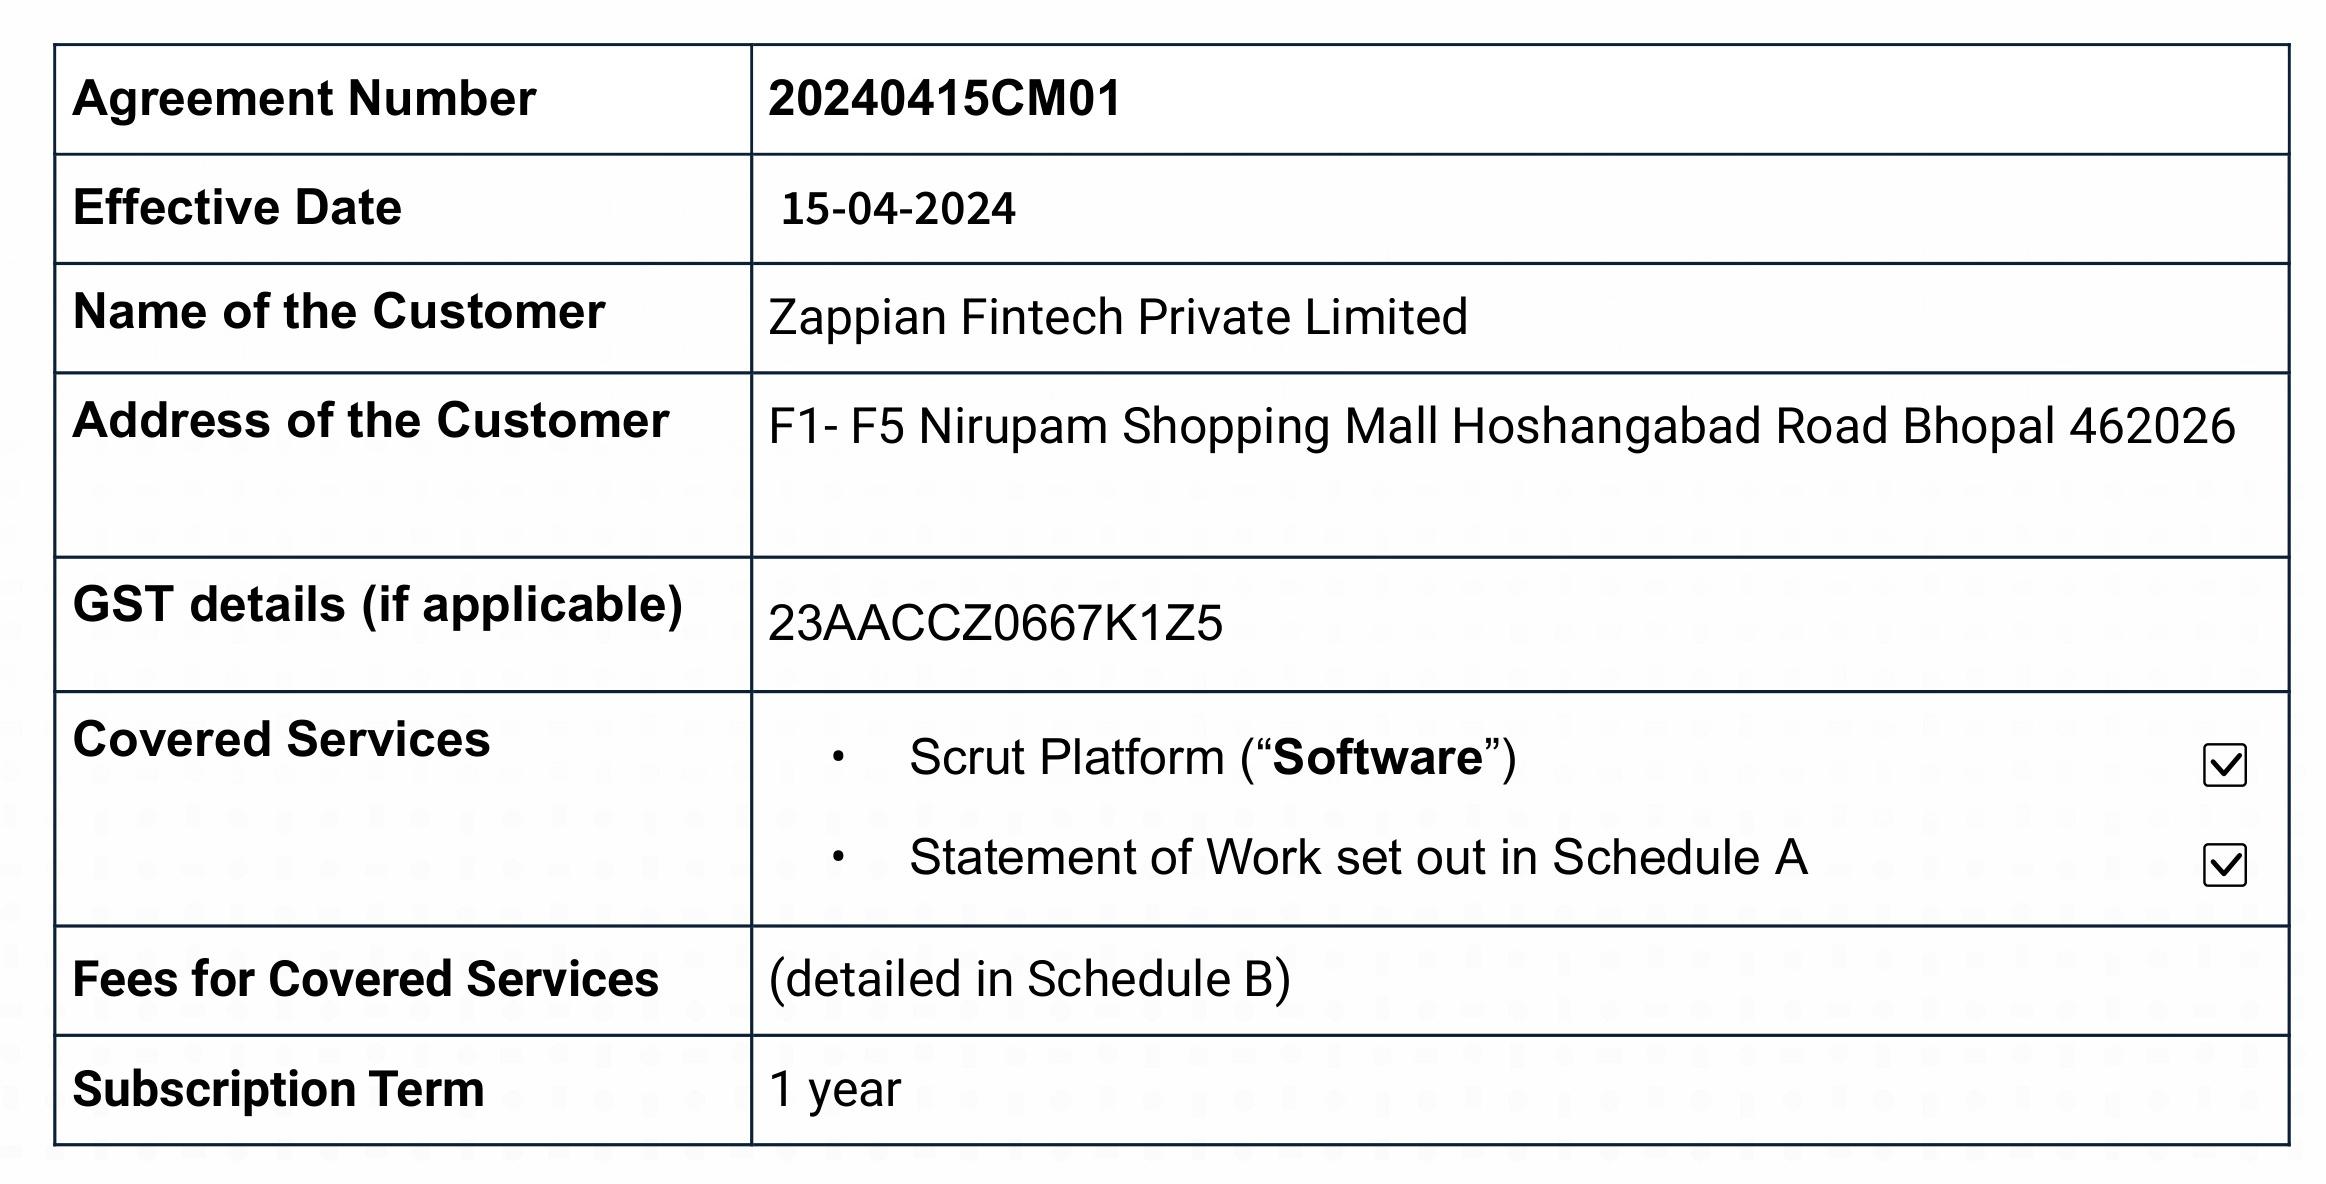 Agreement Number 20240415CM01
Effective Date 15-04-2024
Name of the Customer Zappian Fintech Private Limited
Address of the Customer F1- F5 Nirupam Shopping Mall Hoshangabad Road Bhopal 462026
GST details (if applicable) 23AACCZ0667K1Z5
Covered Services
• Scrut Platform (“Software”) ☑
• Statement of Work set out in Schedule A ☑
Fees for Covered Services (detailed in Schedule B)
Subscription Term 1 year